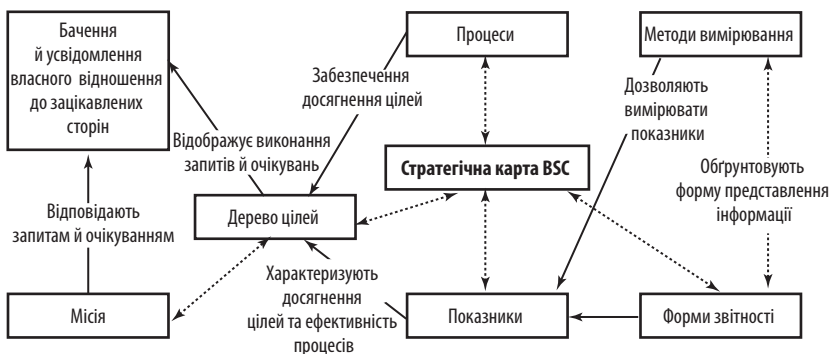 Бачення
й усвідомлення
власного відношення
до зацікавлених
сторін
Процеси
Методи вимірювання
Забезпечення
досягнення цілей
Дозволяють
вимірювати
показники
Відображує виконання
запитів й очікувань
Стратегічна карта BSC
Обґрунтовують
форму представлення
інформації
Відповідають
запитам й очікуванням
Дерево цілей
Характеризують
досягнення
цілей та ефективність
процесів
Місія
Показники
Форми звітності